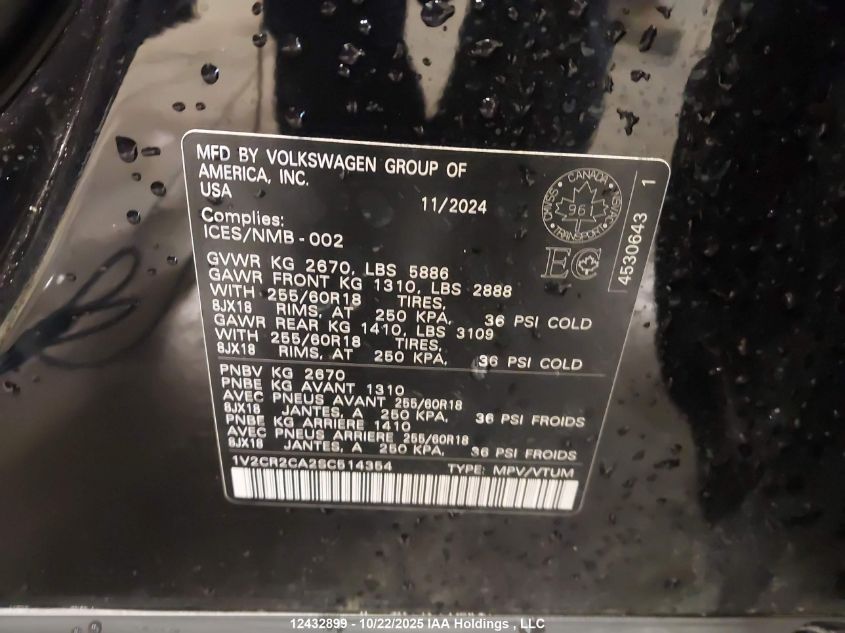 MFD BY VOLKSWAGEN GROUP OF
AMERICA, INC.
USA
11/2024
CANADA
96
TRANSPORT
Complies:
ICES/NMB-002
EC
4530643 1
GVWR KG 2670, LBS 5886
GAWR FRONT KG 1310, LBS 2888
WITH 255/60R18 TIRES,
8JX18 RIMS, AT 250 KPA, 36 PSI COLD
GAWR REAR KG 1410, LBS 3109
WITH 255/60R18 TIRES,
8JX18 RIMS, AT 250 KPA, 36 PSI COLD
PNBV KG 2670
PNBE KG AVANT 1310
AVEC PNEUS AVANT 255/60R18
8JX18 JANTES, A 250 KPA, 36 PSI FROIDS
PNBE KG ARRIERE 1410
AVEC PNEUS ARRIERE 255/60R18
8JX18 JANTES, A 250 KPA, 36 PSI FROIDS
1V2CR2CA2SC514354 TYPE: MPV/VTUM
12432899 - 10/22/2025 IAA Holdings , LLC